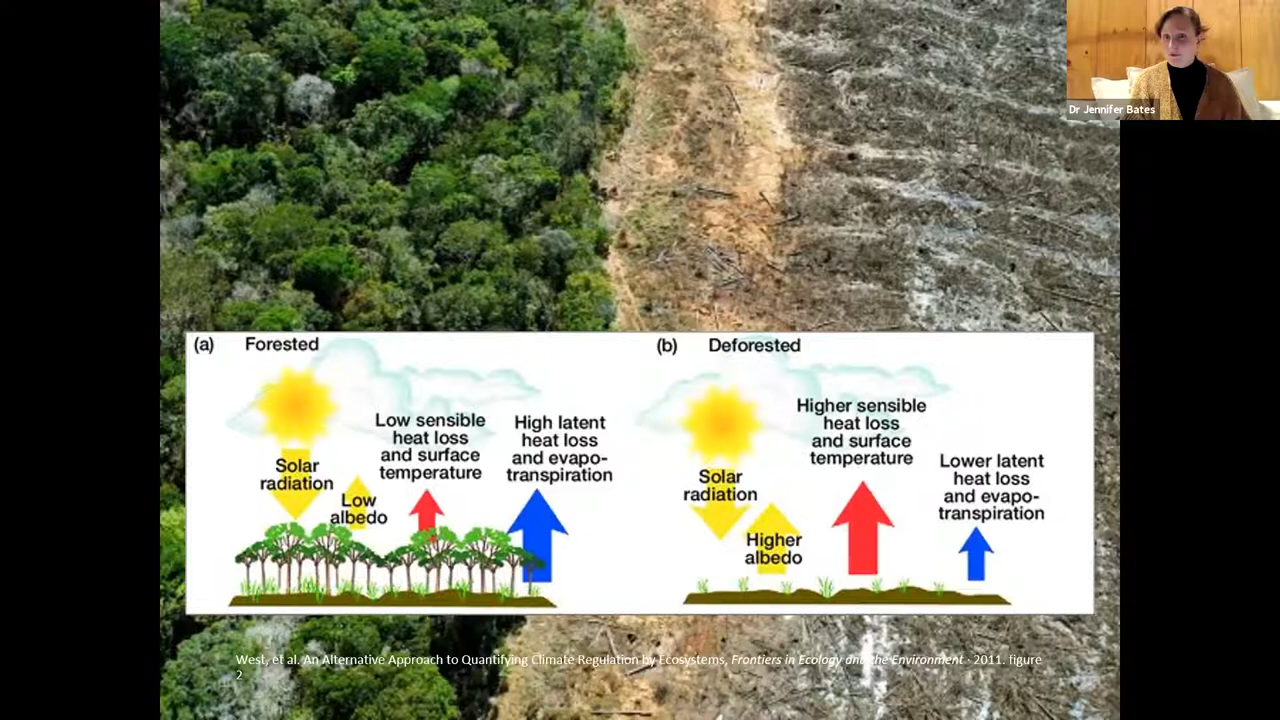 Dr Jennifer Bates
(a) Forested
Solar
radiation
Low
albedo
Low sensible
heat loss
and surface
temperature
High latent
heat loss
and evapo-
transpiration
(b) Deforested
Solar
radiation
Higher
albedo
Higher sensible
heat loss
and surface
temperature
Lower latent
heat loss
and evapo-
transpiration
West, et al. An Alternative Approach to Quantifying Climate Regulation by Ecosystems, Frontiers in Ecology and the Environment · 2011. figure
2